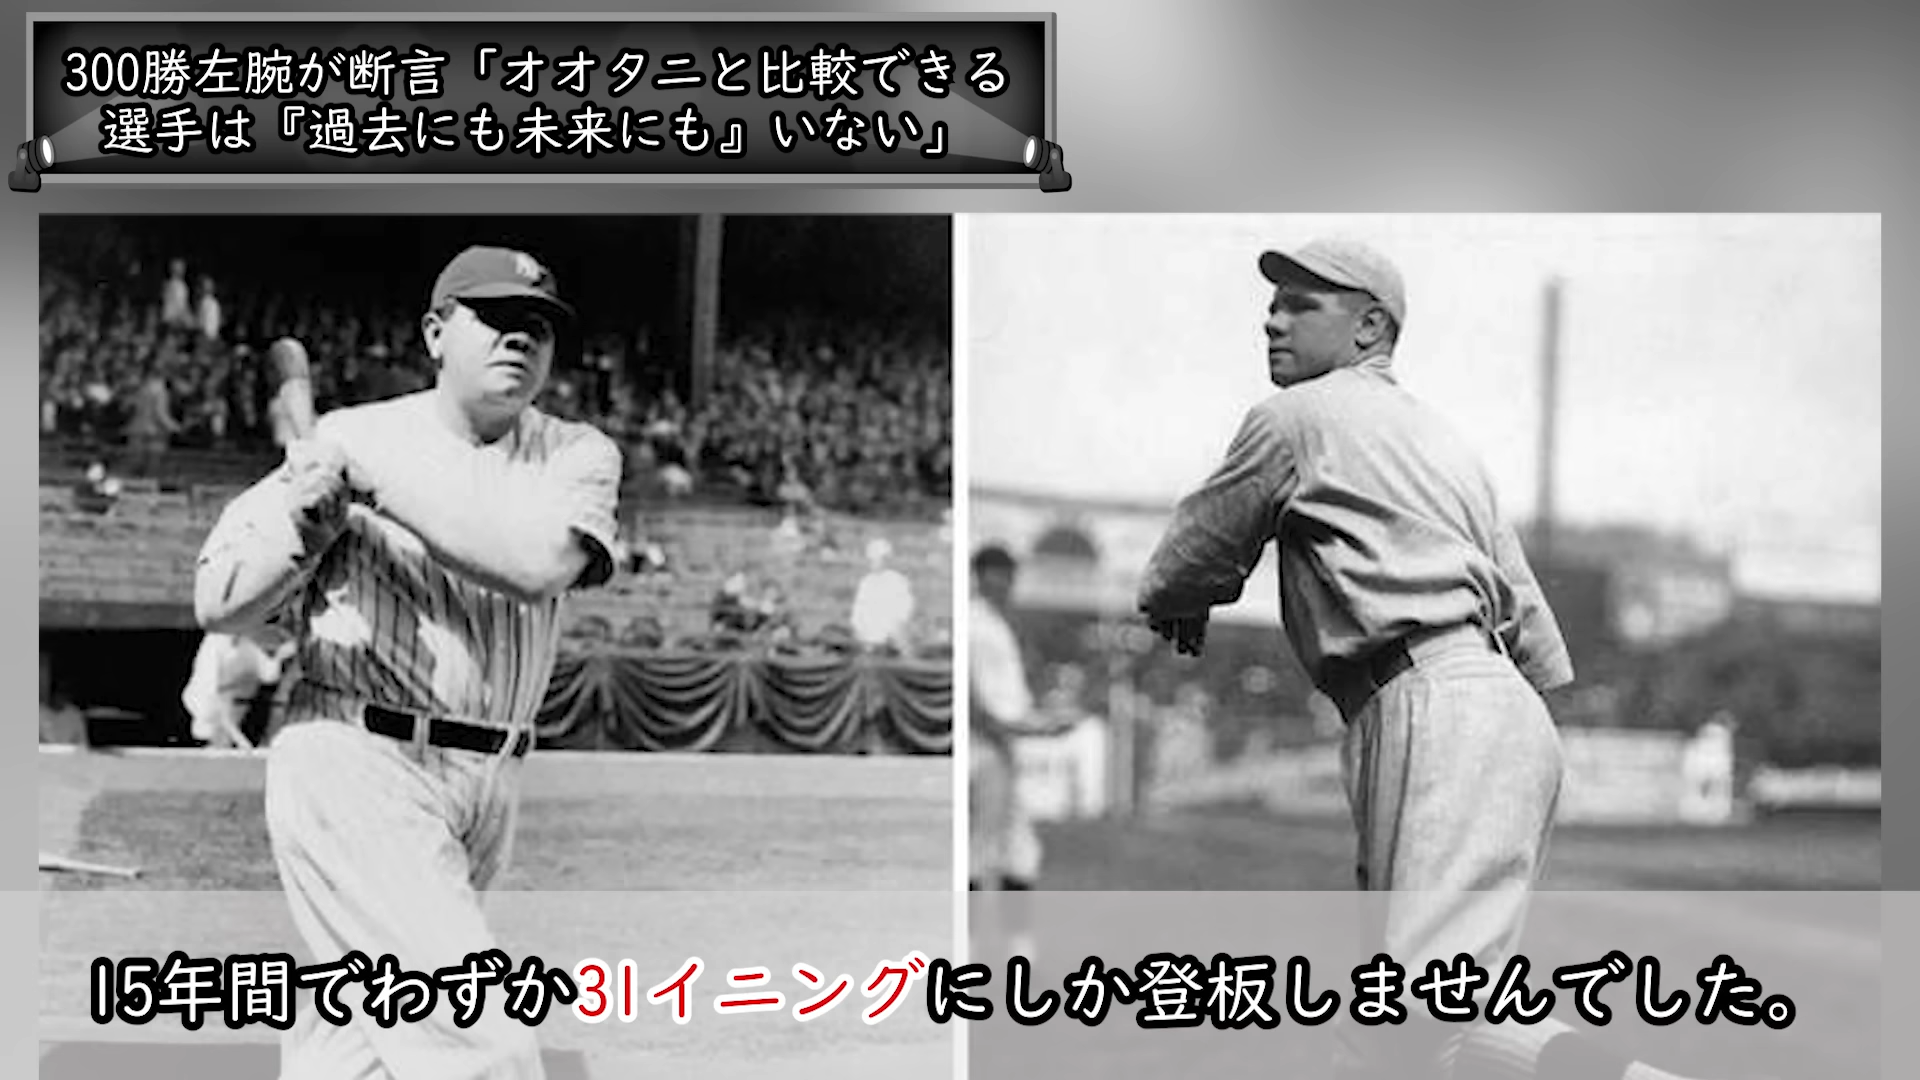 300勝左腕が断言「オオタニと比較できる
選手は『過去にも未来にも』いない」
15年間でわずか31イニングにしか登板しませんでした。